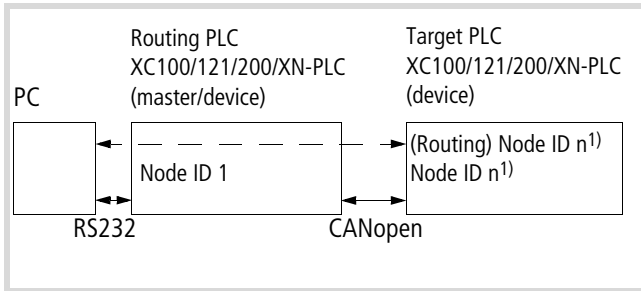 Routing PLC
XC100/121/200/XN-PLC
(master/device)
Target PLC
XC100/121/200/XN-PLC
(device)
PC
Node ID 1
(Routing) Node ID n1)
Node ID n1)
RS232
CANopen